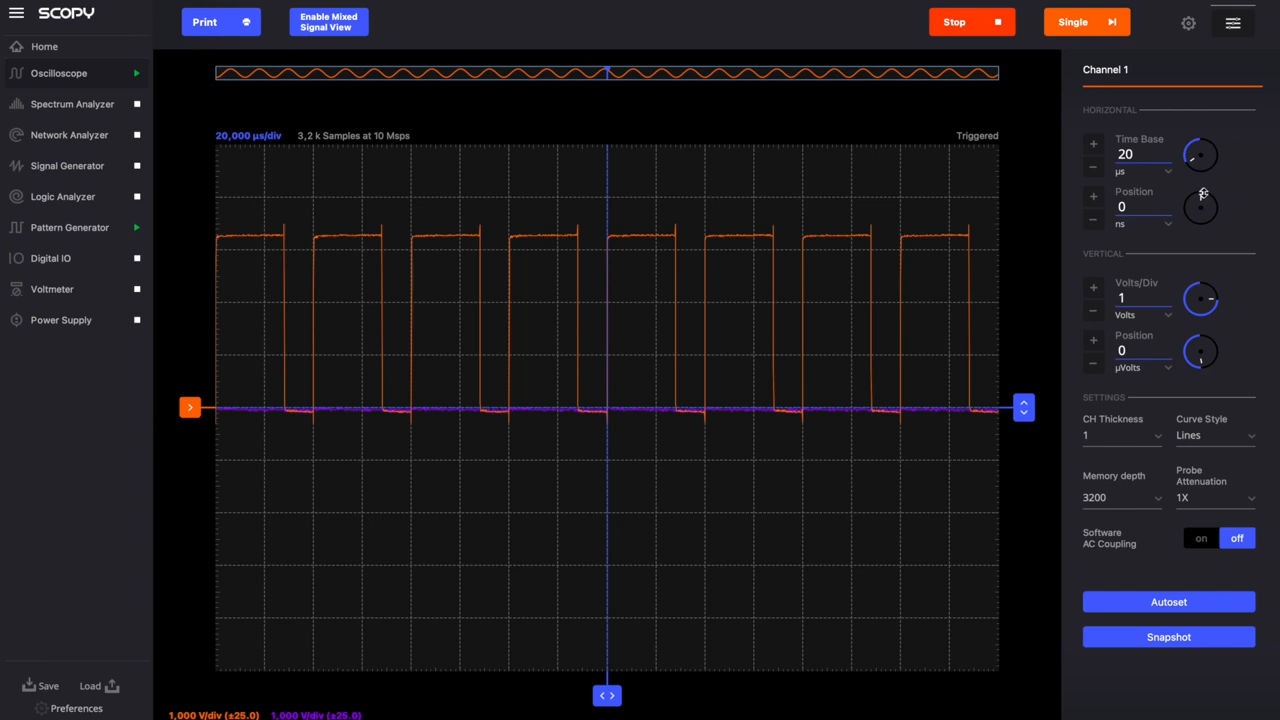 SCOPY
Print
Enable Mixed
Signal View
Stop
Single
Home
Oscilloscope
Spectrum Analyzer
Network Analyzer
Signal Generator
Logic Analyzer
Pattern Generator
Digital IO
Voltmeter
Power Supply
Save
Load
Preferences
20,000 µs/div
3,2 k Samples at 10 Msps
Triggered
1,000 V/div (±25.0)
1,000 V/div (±25.0)
Channel 1
HORIZONTAL
Time Base
20
µs
Position
0
ns
VERTICAL
Volts/Div
1
Volts
Position
0
µVolts
SETTINGS
CH Thickness
1
Curve Style
Lines
Memory depth
3200
Probe
Attenuation
1X
Software
AC Coupling
on
off
Autoset
Snapshot